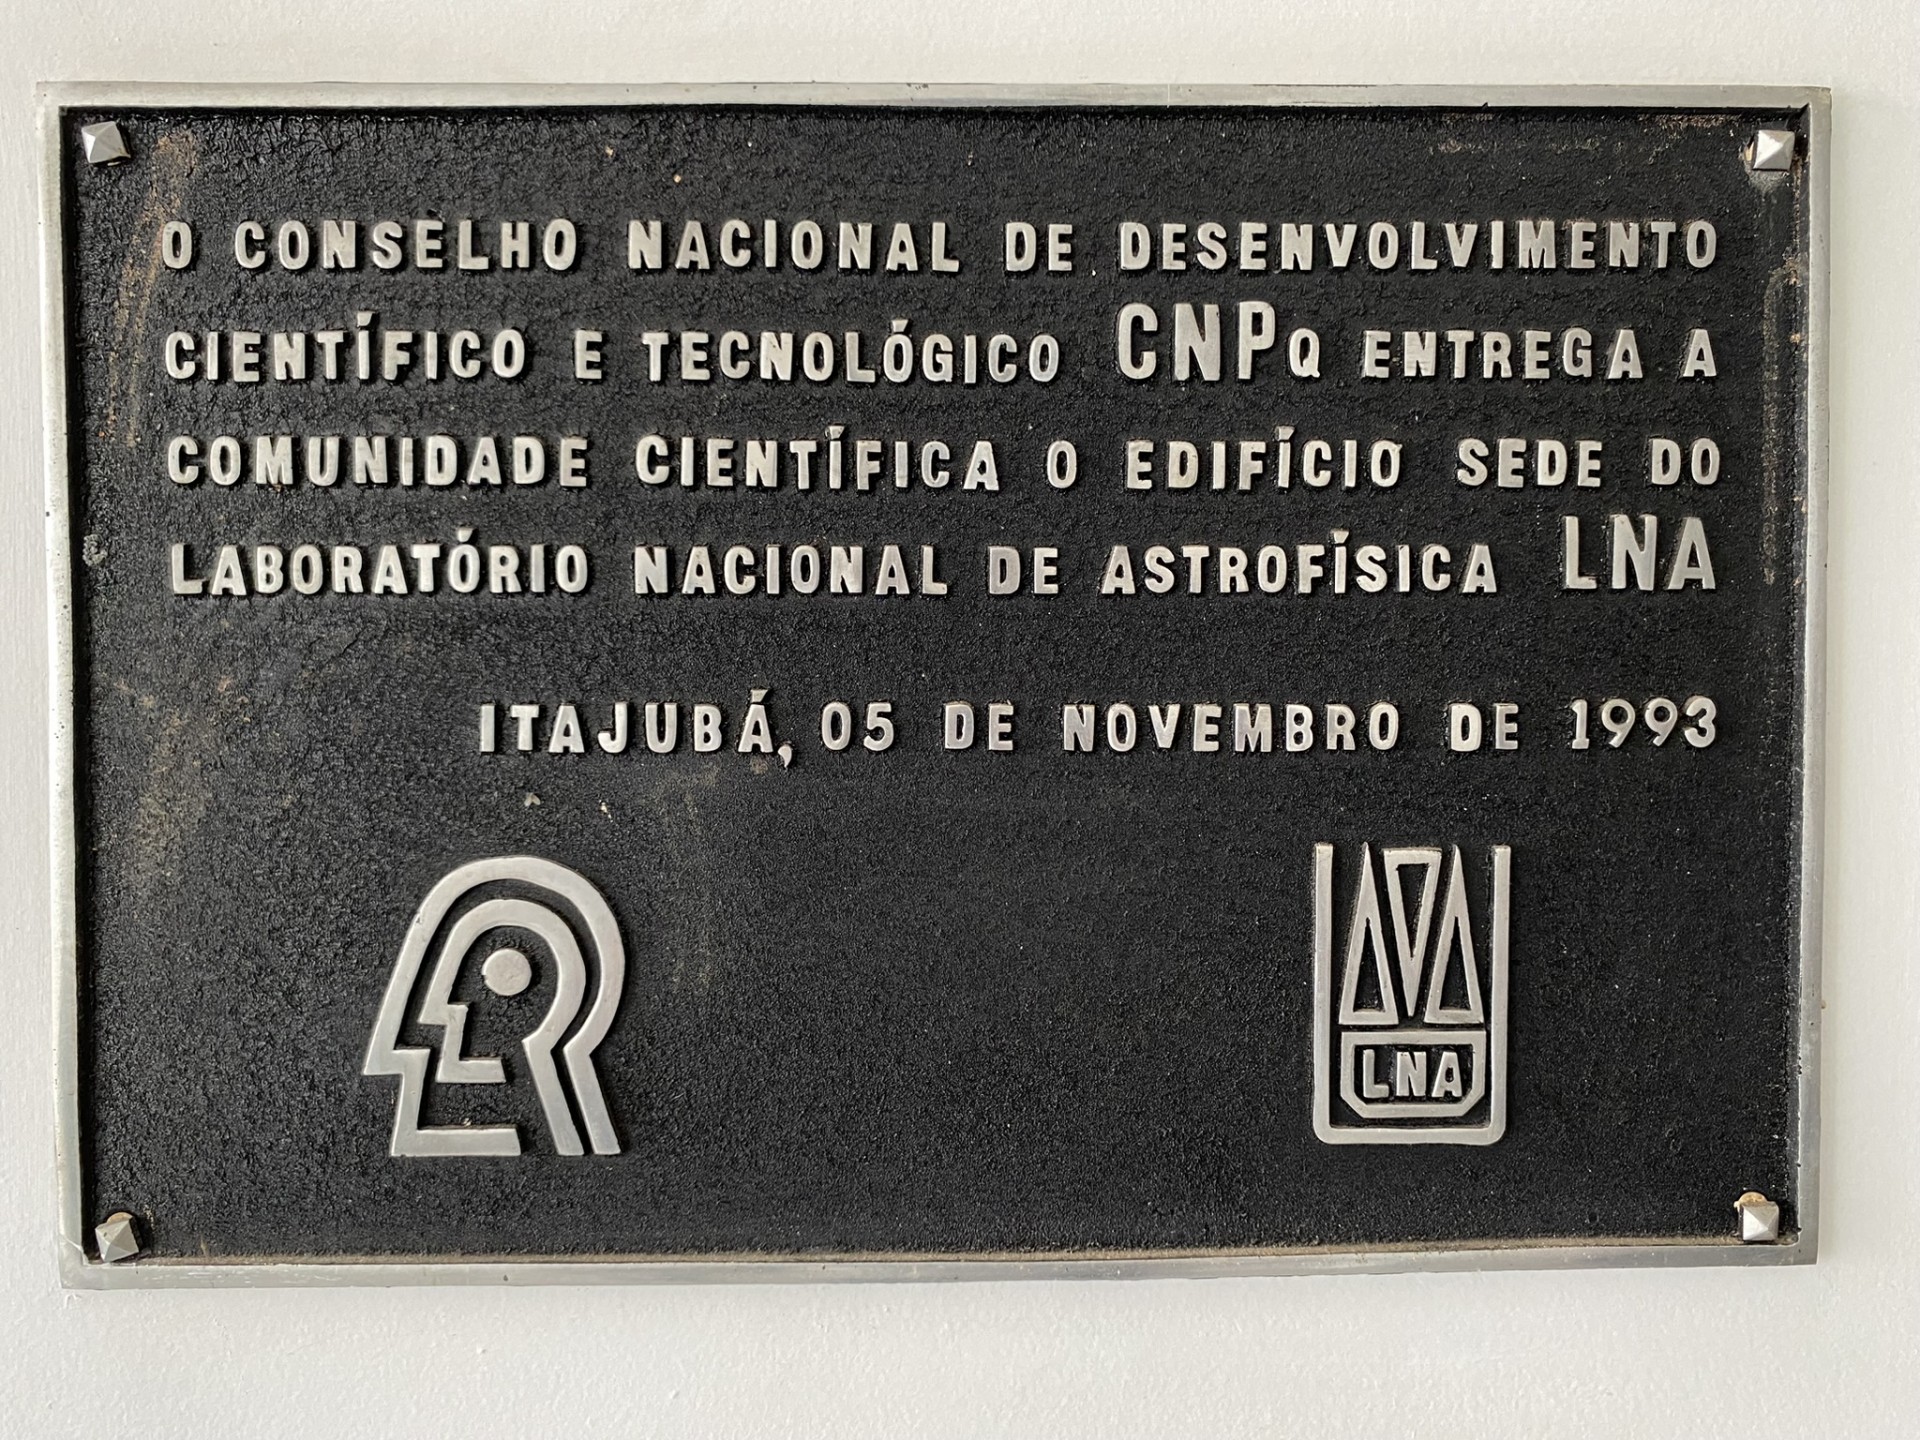 O CONSELHO NACIONAL DE DESENVOLVIMENTO
CIENTÍFICO E TECNOLÓGICO CNPQ ENTREGA A
COMUNIDADE CIENTÍFICA O EDIFÍCIO SEDE DO
LABORATÓRIO NACIONAL DE ASTROFÍSICA LNA
ITAJUBÁ, 05 DE NOVEMBRO DE 1993
LNA